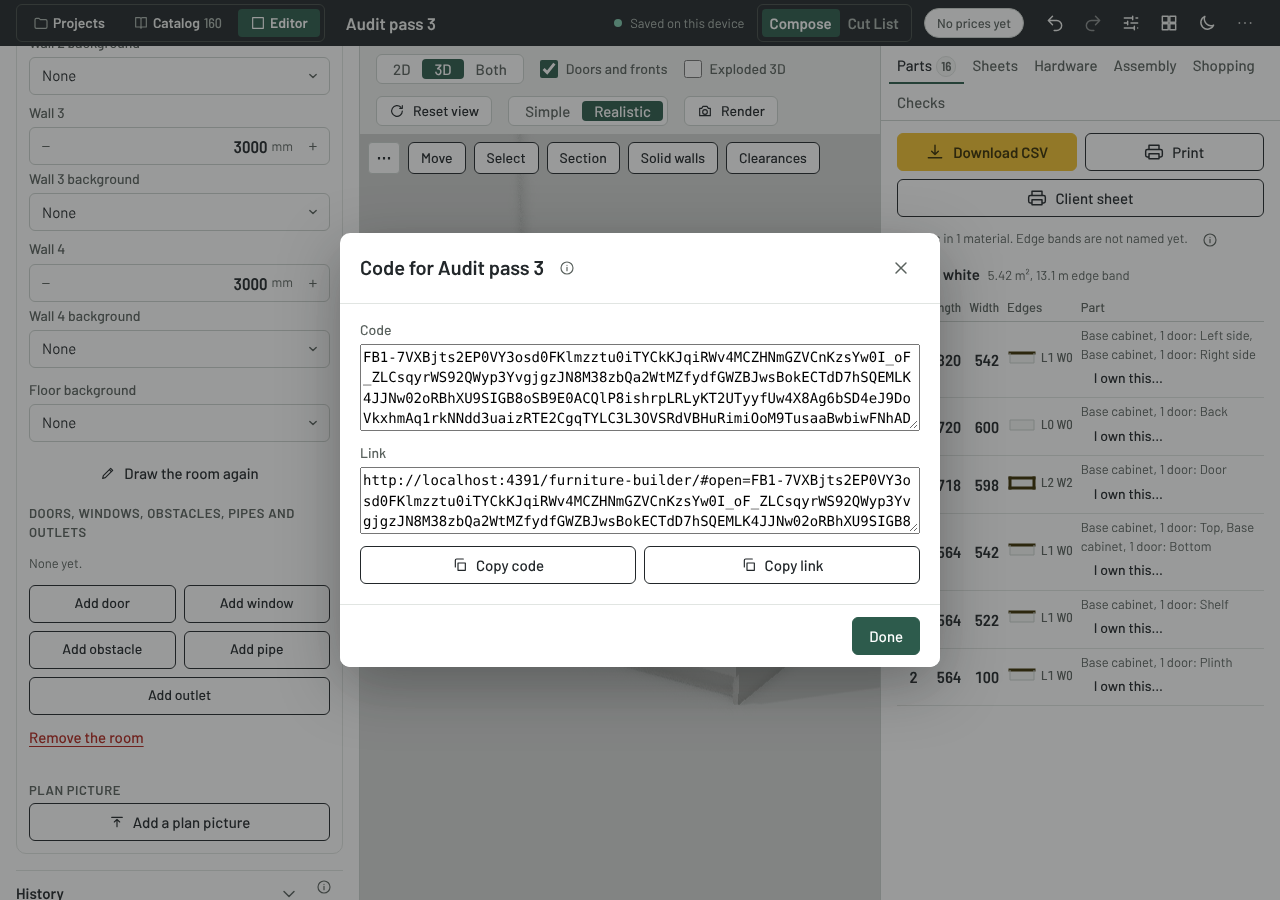 Projects
Catalog 160
Editor
Audit pass 3
Saved on this device
Compose
Cut List
No prices yet
None
Wall 3
3000 mm
Wall 3 background
None
Wall 4
3000 mm
Wall 4 background
None
Floor background
None
Draw the room again
DOORS, WINDOWS, OBSTACLES, PIPES AND
OUTLETS
None yet.
Add door
Add window
Add obstacle
Add pipe
Add outlet
Remove the room
PLAN PICTURE
Add a plan picture
History
2D
3D
Both
Doors and fronts
Exploded 3D
Reset view
Simple
Realistic
Render
Move
Select
Section
Solid walls
Clearances
Code for Audit pass 3
Code
FB1-7VXBjts2EP0VY3osd0FKlmzztu0iTYCkKJqiRWv4MCZHNmGZVCnKzsYw0I_oF
_ZLCsqyrWS92QWyp3YvgjgzJN8M38zbQa2WtMZfydfGWZBJwsBokECTdD7hSQEMLK
4JJNw02oRBhXU9SIGB8oSB9E0ACQlP8ishrpLRLyKT2UTyyfUw4X8Ag6bSD4eJ9Do
VkxhmAq1rkNNdd3uaizRTE2CgqTYLC3L3OVSRdVBHuRimiOoM9TusaaBwbiwFNhAD
Link
http://localhost:4391/furniture-builder/#open=FB1-7VXBjts2EP0VY3o
sd0FKlmzztu0iTYCkKJqiRWv4MCZHNmGZVCnKzsYw0I_oF_ZLCsqyrWS92QWyp3Yv
gjgzJN8M38zbQa2WtMZfydfGWZBJwsBokECTdD7hSQEMLK4JJNw02oRBhXU9SIGB8
Copy code
Copy link
Done
Parts 16
Sheets
Hardware
Assembly
Shopping
Checks
Download CSV
Print
Client sheet
in 1 material. Edge bands are not named yet.
white 5.42 m², 13.1 m edge band
Width
Edges
Part
542
L1 W0
Base cabinet, 1 door: Left side,
Base cabinet, 1 door: Right side
I own this...
720
600
L0 W0
Base cabinet, 1 door: Back
I own this...
718
598
L2 W2
Base cabinet, 1 door: Door
I own this...
564
542
L1 W0
Base cabinet, 1 door: Top, Base
cabinet, 1 door: Bottom
I own this...
564
522
L1 W0
Base cabinet, 1 door: Shelf
I own this...
2
564
100
L1 W0
Base cabinet, 1 door: Plinth
I own this...